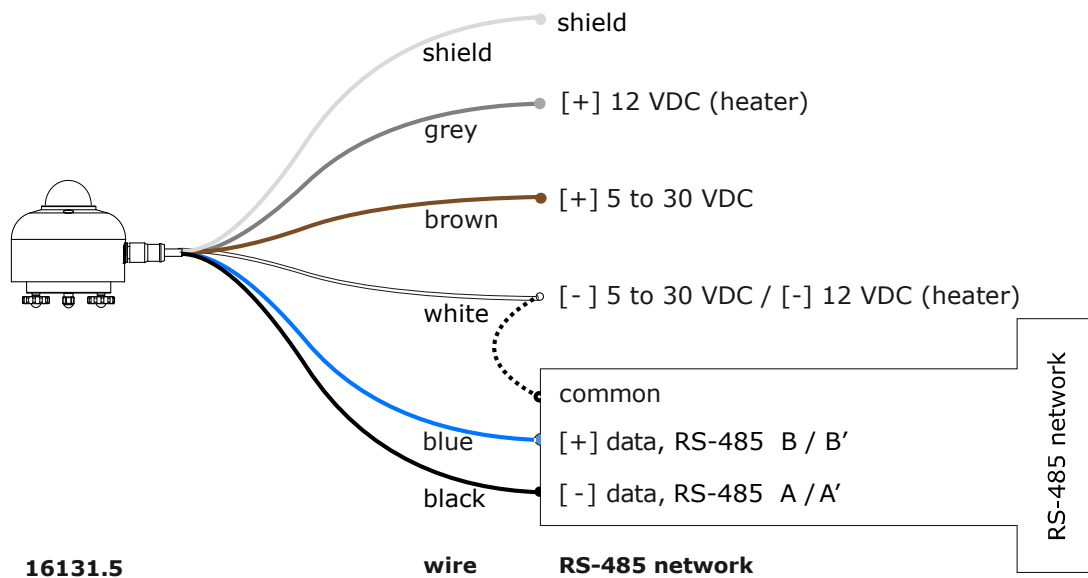 shield
shield
[+] 12 VDC (heater)
grey
[+] 5 to 30 VDC
brown
[-] 5 to 30 VDC / [-] 12 VDC (heater)
white
common
blue
[+] data, RS-485 B / B’
black
[-] data, RS-485 A / A’
RS-485 network
16131.5 wire RS-485 network